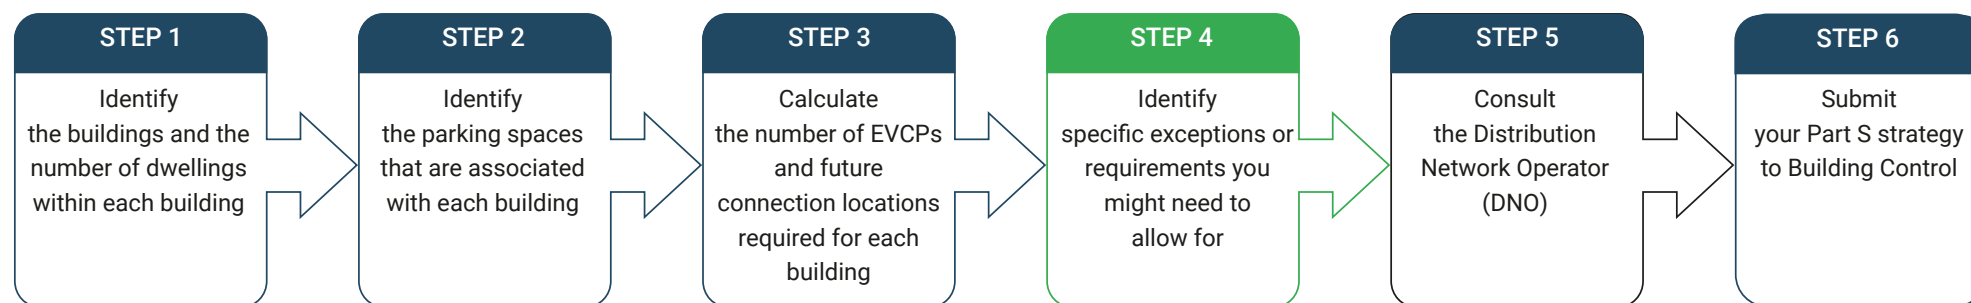 STEP 1
Identify
the buildings and the
number of dwellings
within each building
STEP 2
Identify
the parking spaces
that are associated
with each building
STEP 3
Calculate
the number of EVCPs
and future
connection locations
required for each
building
STEP 4
Identify
specific exceptions or
requirements you
might need to
allow for
STEP 5
Consult
the Distribution
Network Operator
(DNO)
STEP 6
Submit
your Part S strategy
to Building Control